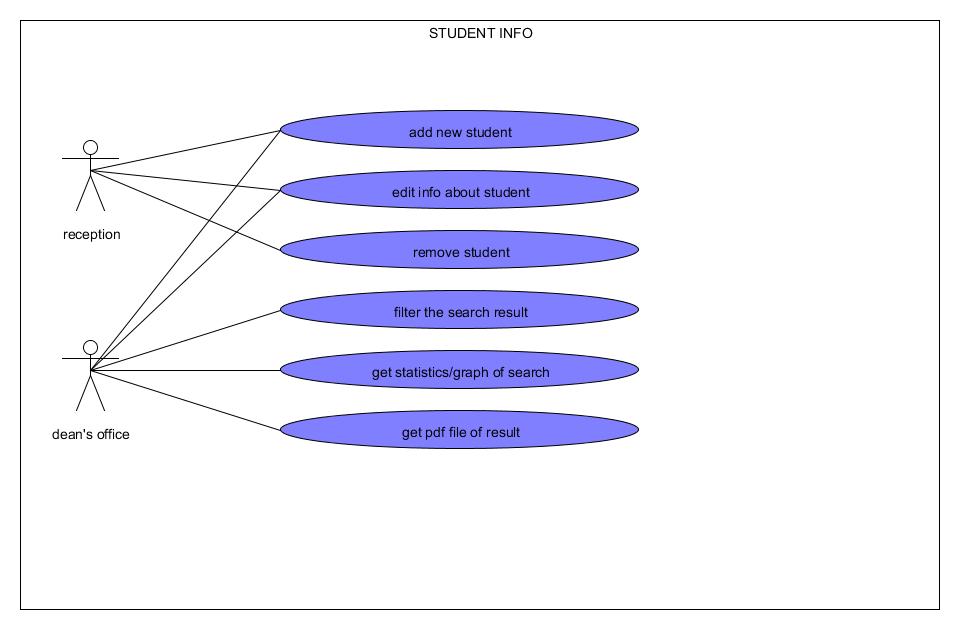 STUDENT INFO
add new student
edit info about student
reception
remove student
filter the search result
get statistics/graph of search
dean's office
get pdf file of result